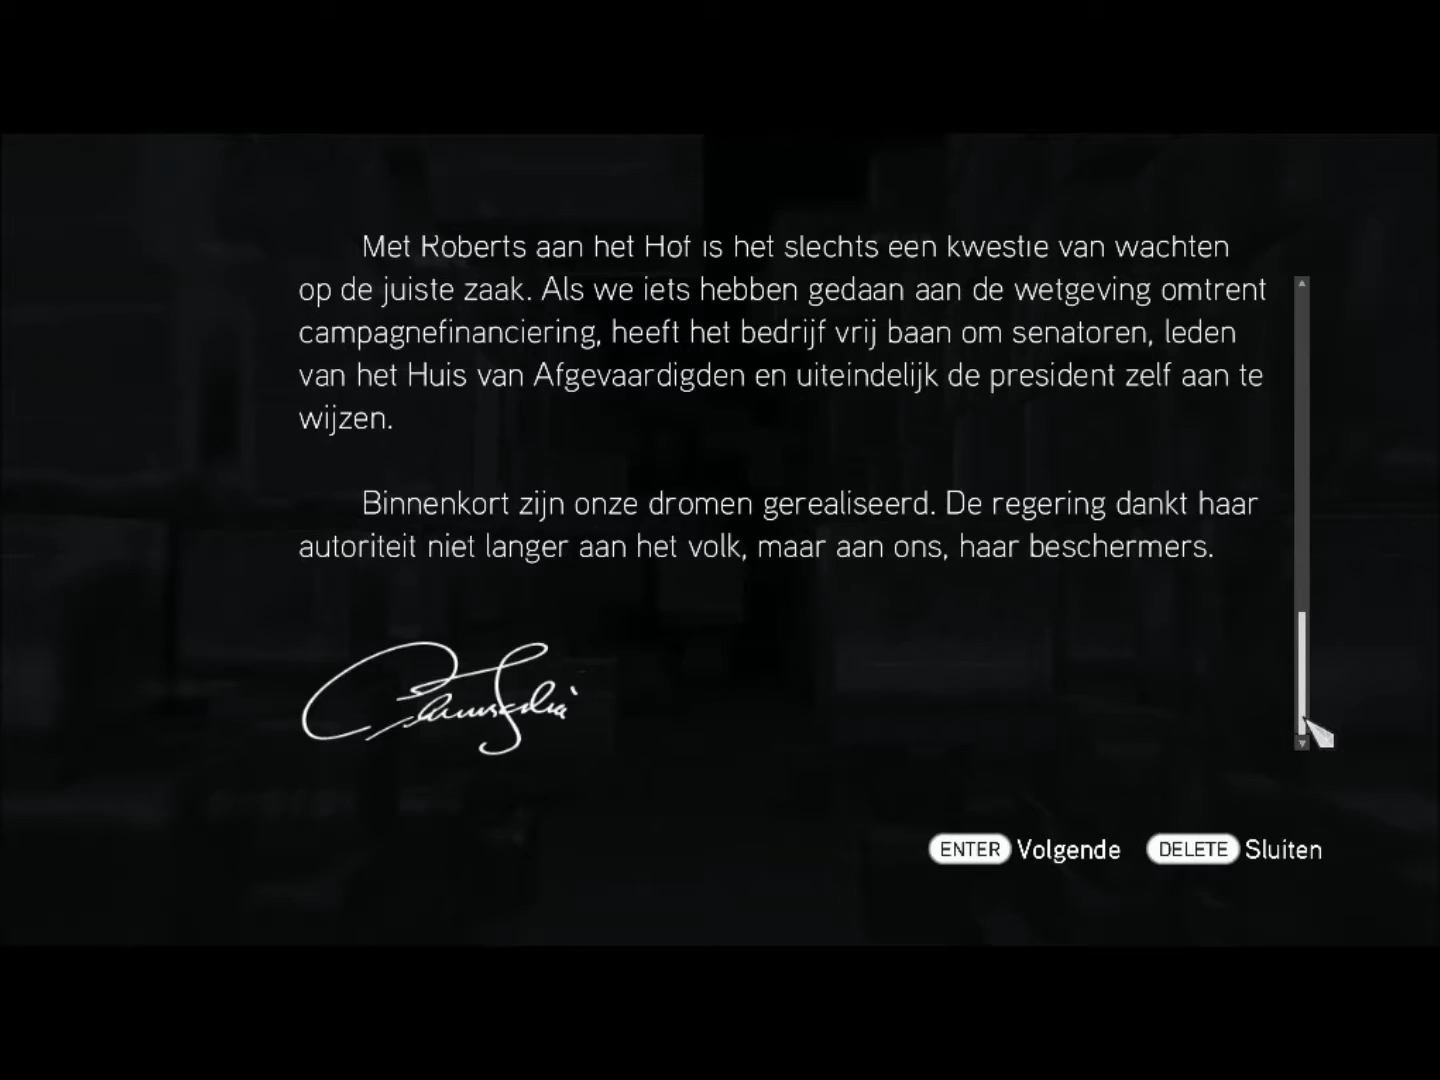 Met Roberts aan het Hof is het slechts een kwestie van wachten
op de juiste zaak. Als we iets hebben gedaan aan de wetgeving omtrent
campagnefinanciering, heeft het bedrijf vrij baan om senatoren, leden
van het Huis van Afgevaardigden en uiteindelijk de president zelf aan te
wijzen.
Binnenkort zijn onze dromen gerealiseerd. De regering dankt haar
autoriteit niet langer aan het volk, maar aan ons, haar beschermers.
ENTER Volgende DELETE Sluiten